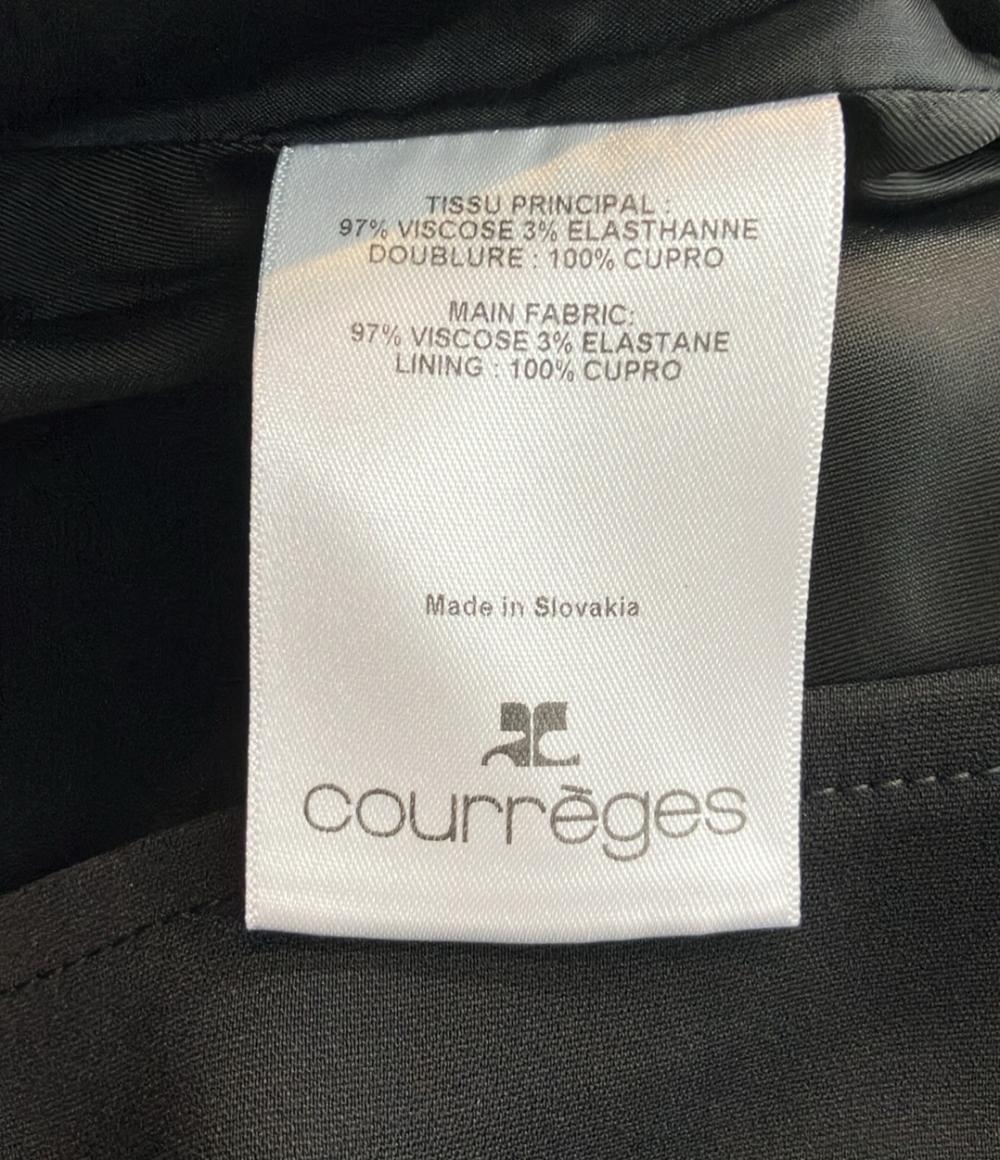 TISSU PRINCIPAL :
97% VISCOSE 3% ELASTHANNE
DOUBLURE : 100% CUPRO
MAIN FABRIC:
97% VISCOSE 3% ELASTANE
LINING : 100% CUPRO
Made in Slovakia
AC
courrèges